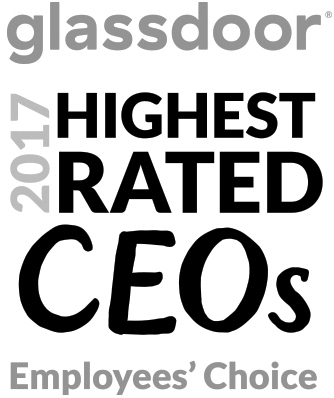 glassdoor®
2017
HIGHEST
RATED
CEOs
Employees’ Choice